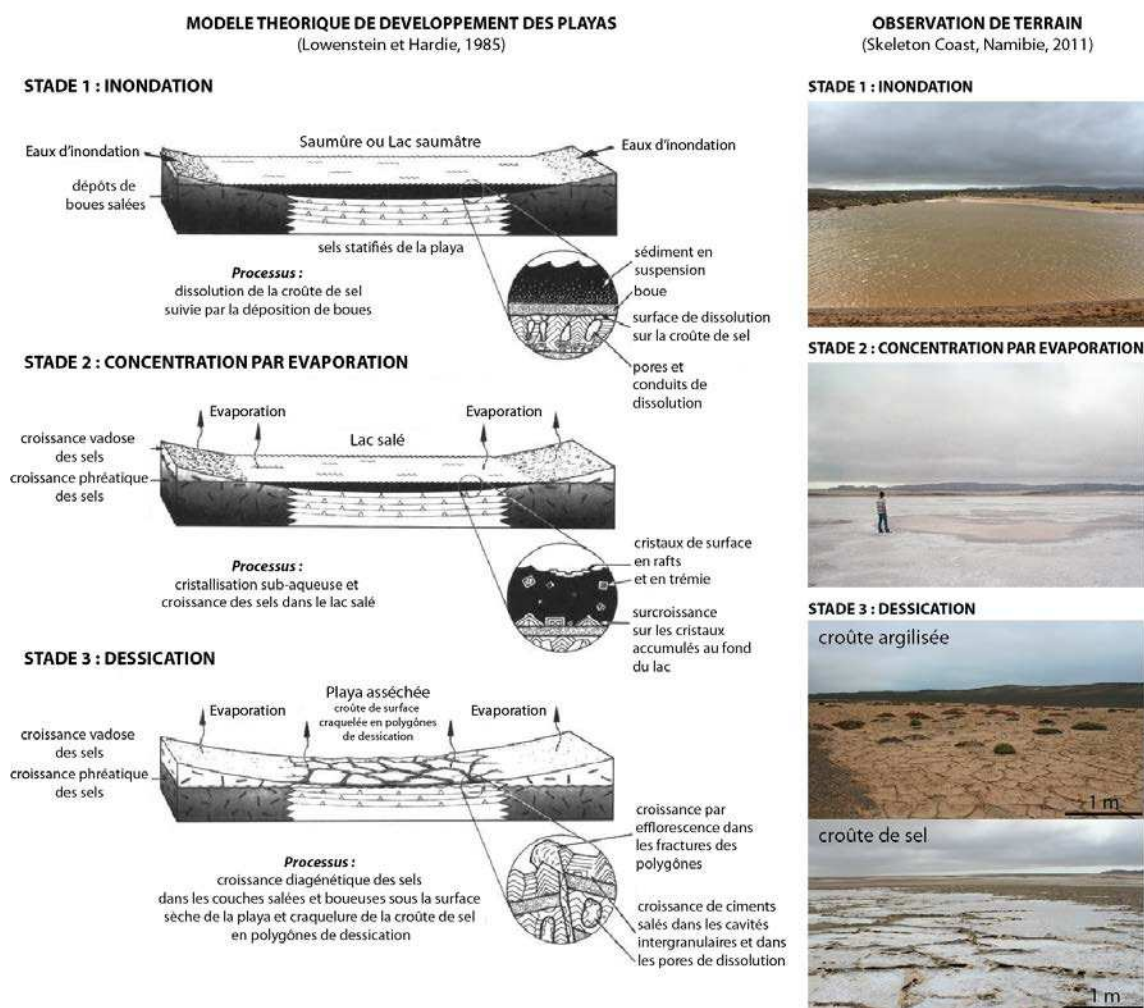 MODELE THEORIQUE DE DEVELOPPEMENT DES PLAYAS
(Lowenstein et Hardie, 1985)
STADE 1 : INONDATION
Saumûre ou Lac saumâtre
Eaux d'inondation
Eaux d'inondation
dépôts de
boues salées
sels statifiés de la playa
Processus :
dissolution de la croûte de sel
suivie par la déposition de boues
sédiment en
suspension
boue
surface de dissolution
sur la croûte de sel
pores et
conduits de
dissolution
STADE 2 : CONCENTRATION PAR EVAPORATION
Evaporation
Evaporation
Lac salé
croissance vadose
des sels
croissance phréatique
des sels
Processus :
cristallisation sub-aqueuse et
croissance des sels dans le lac salé
cristaux de surface
en rafts
et en trémie
surcroissance
sur les cristaux
accumulés au fond
du lac
STADE 3 : DESSICATION
Playa asséchée
croûte de surface
craquelée en polygônes
de dessication
Evaporation
Evaporation
croissance vadose
des sels
croissance phréatique
des sels
Processus :
croissance diagénétique des sels
dans les couches salées et boueuses sous la surface
sèche de la playa et craquelure de la croûte de sel
en polygônes de dessication
croissance par
efflorescence dans
les fractures des
polygônes
croissance de ciments
salés dans les cavités
intergranulaires et dans
les pores de dissolution
OBSERVATION DE TERRAIN
(Skeleton Coast, Namibie, 2011)
STADE 1 : INONDATION
STADE 2 : CONCENTRATION PAR EVAPORATION
STADE 3 : DESSICATION
croûte argilisée
1 m
croûte de sel
1 m